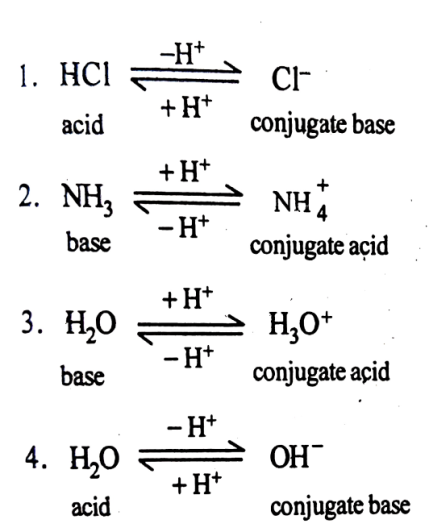 −H⁺
1. HCl ⇌ Cl⁻
+H⁺
acid conjugate base
+H⁺
2. NH₃ ⇌ NH₄⁺
−H⁺
base conjugate acid
+H⁺
3. H₂O ⇌ H₃O⁺
−H⁺
base conjugate acid
−H⁺
4. H₂O ⇌ OH⁻
+H⁺
acid conjugate base